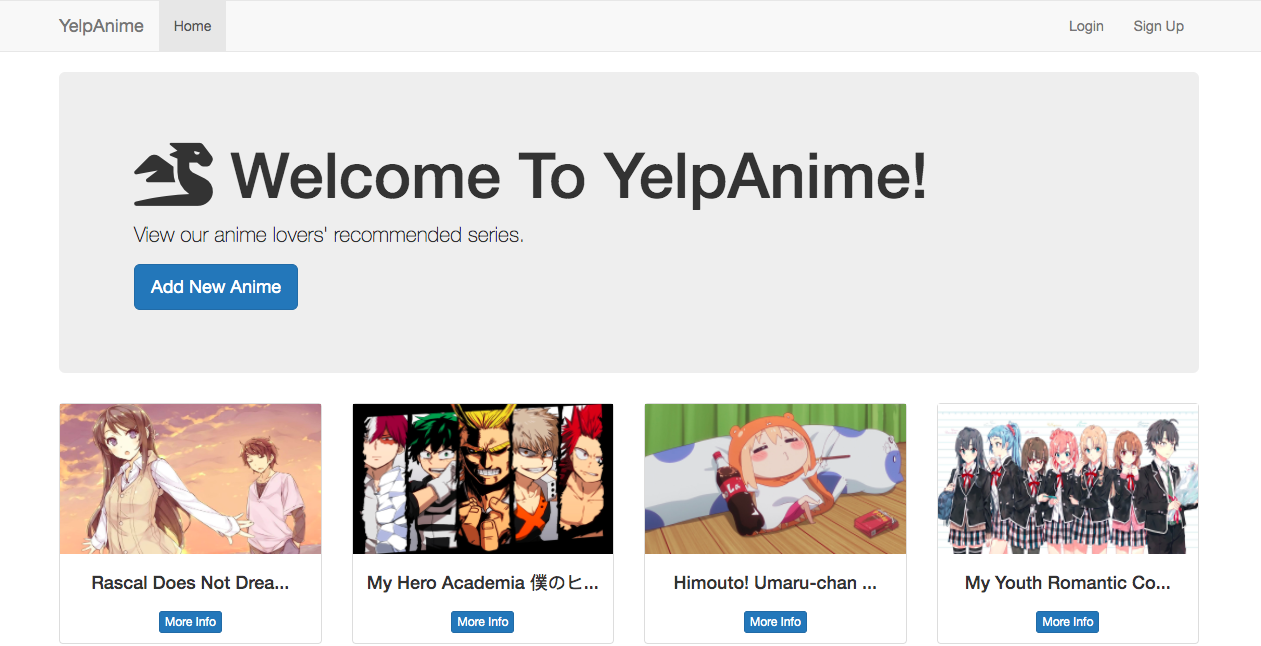 YelpAnime Home Login Sign Up
Welcome To YelpAnime!
View our anime lovers' recommended series.
Add New Anime
Rascal Does Not Drea...
More Info
My Hero Academia 僕のヒ...
More Info
Himouto! Umaru-chan ...
More Info
My Youth Romantic Co...
More Info